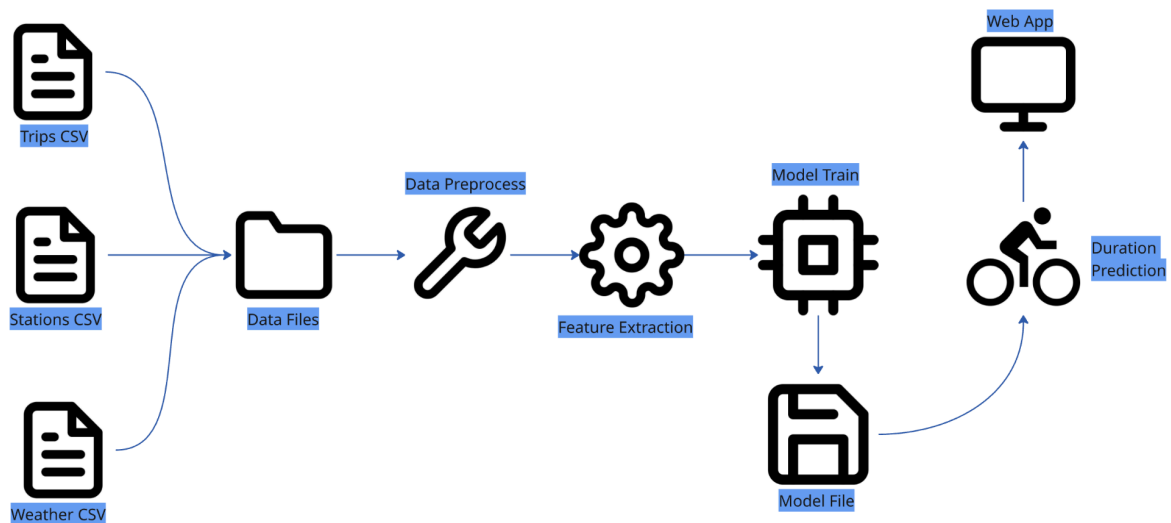 Trips CSV
Stations CSV
Weather CSV
Data Files
Data Preprocess
Feature Extraction
Model Train
Model File
Duration
Prediction
Web App